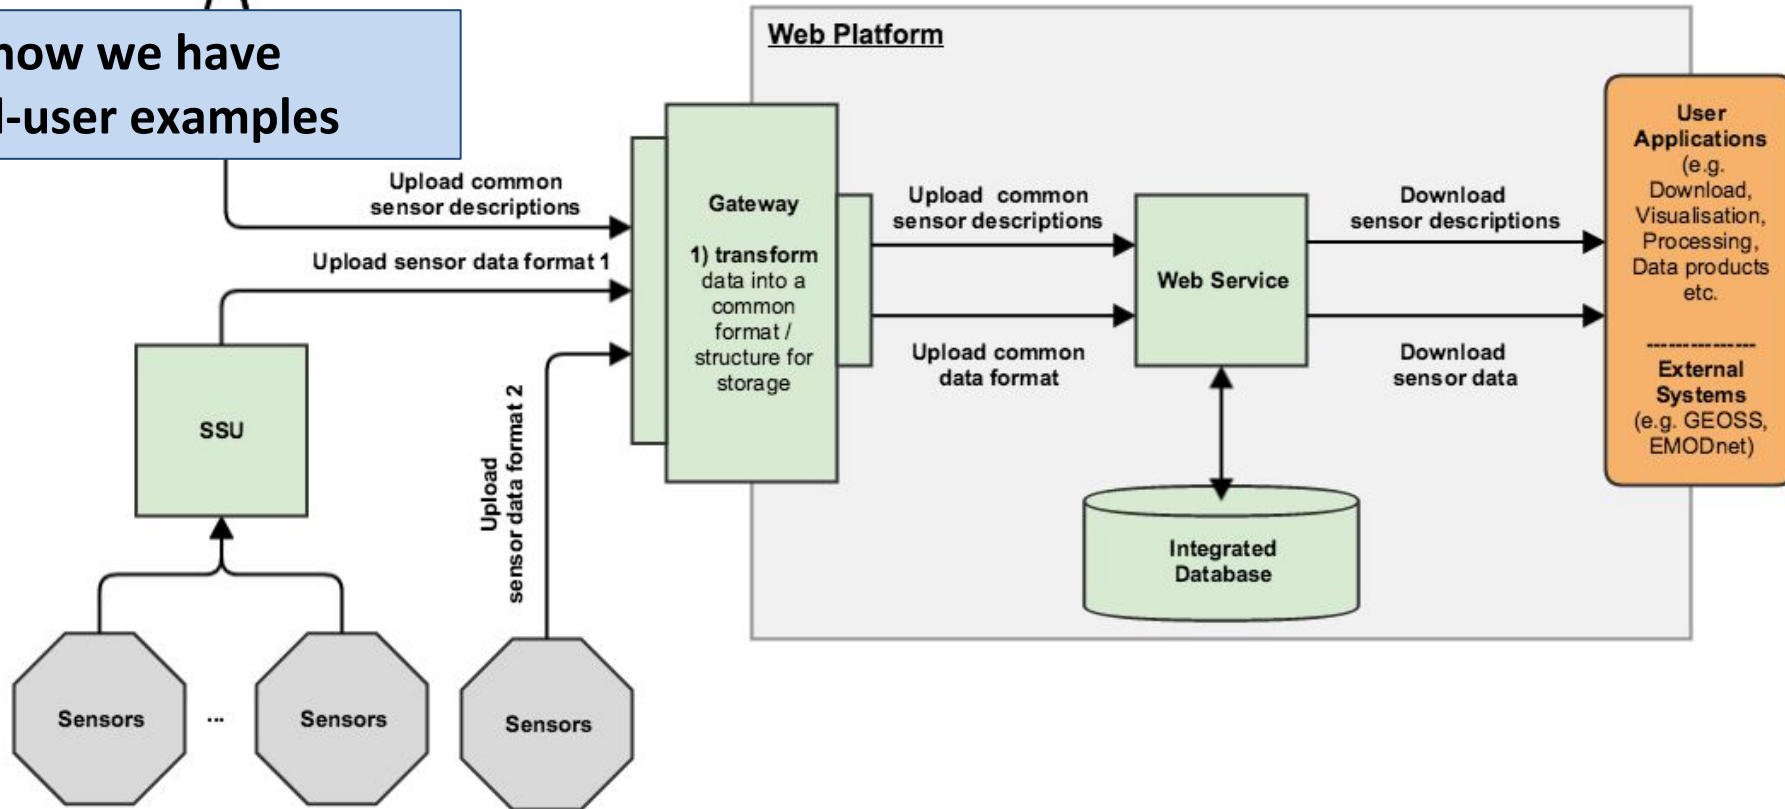 now we have
-user examples
Web Platform
Upload common
sensor descriptions
Upload sensor data format 1
Upload
sensor data format 2
SSU
Sensors
...
Sensors
Sensors
Gateway
1) transform
data into a
common
format /
structure for
storage
Upload common
sensor descriptions
Upload common
data format
Web Service
Integrated
Database
Download
sensor descriptions
Download
sensor data
User
Applications
(e.g.
Download,
Visualisation,
Processing,
Data products
etc.
---------------
External
Systems
(e.g. GEOSS,
EMODnet)